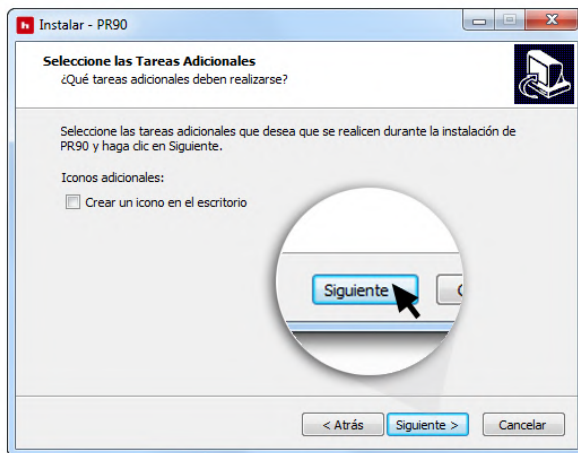 Instalar - PR90
Seleccione las Tareas Adicionales
¿Qué tareas adicionales deben realizarse?
Seleccione las tareas adicionales que desea que se realicen durante la instalación de
PR90 y haga clic en Siguiente.
Iconos adicionales:
Crear un icono en el escritorio
Siguiente
< Atrás
Siguiente >
Cancelar